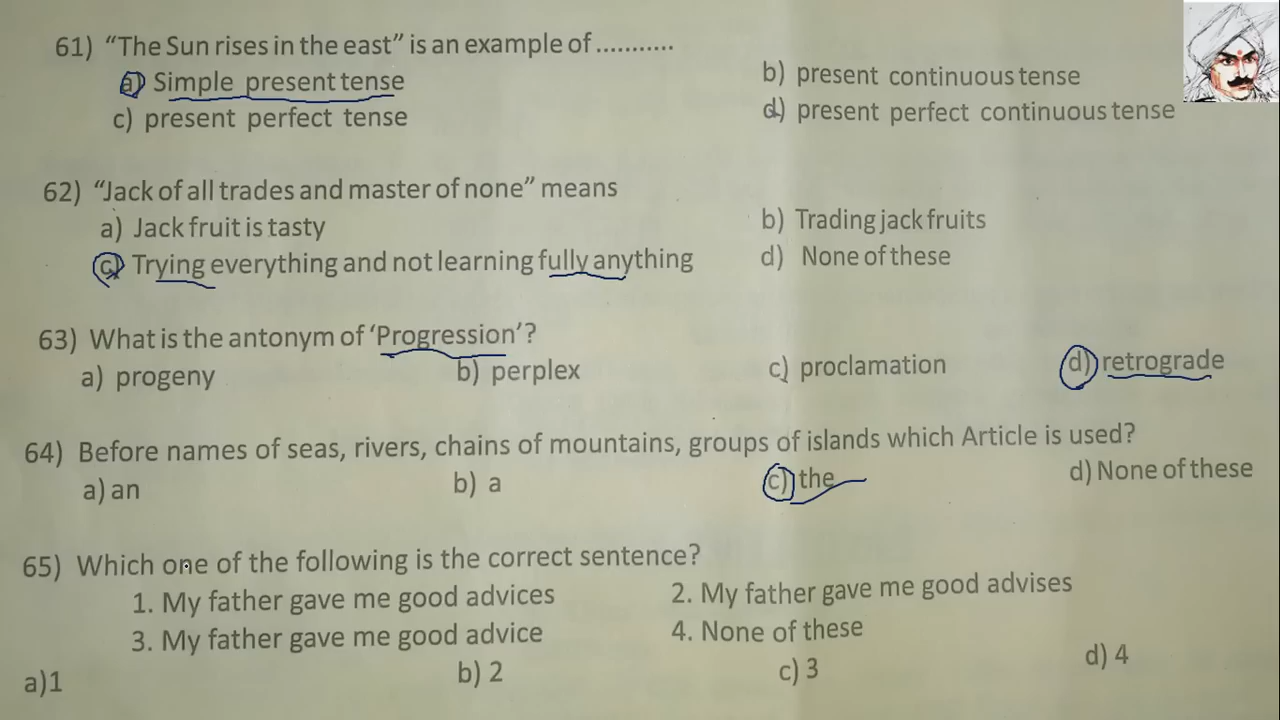 61) “The Sun rises in the east” is an example of ...........
a) Simple present tense b) present continuous tense
c) present perfect tense d) present perfect continuous tense
62) “Jack of all trades and master of none” means
a) Jack fruit is tasty b) Trading jack fruits
c) Trying everything and not learning fully anything d) None of these
63) What is the antonym of ‘Progression’?
a) progeny b) perplex c) proclamation d) retrograde
64) Before names of seas, rivers, chains of mountains, groups of islands which Article is used?
a) an b) a c) the d) None of these
65) Which one of the following is the correct sentence?
1. My father gave me good advices 2. My father gave me good advises
3. My father gave me good advice 4. None of these
a)1 b) 2 c) 3 d) 4